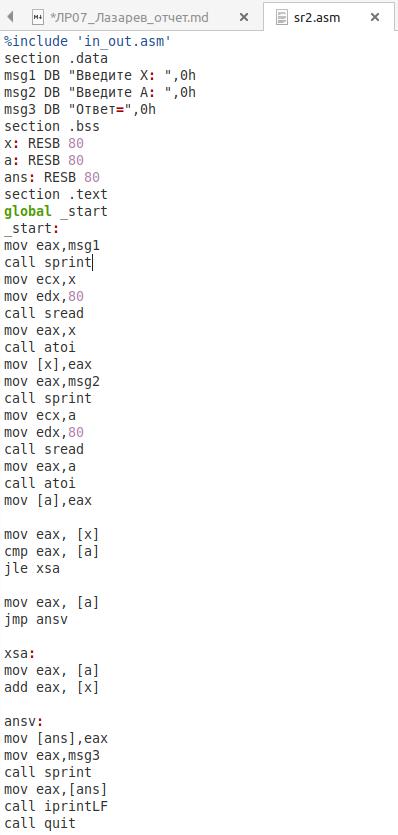 *ЛР07_Лазарев_отчет.md
sr2.asm
%include 'in_out.asm'
section .data
msg1 DB "Введите X: ",0h
msg2 DB "Введите A: ",0h
msg3 DB "Ответ=",0h
section .bss
x: RESB 80
a: RESB 80
ans: RESB 80
section .text
global _start
_start:
mov eax,msg1
call sprint
mov ecx,x
mov edx,80
call sread
mov eax,x
call atoi
mov [x],eax
mov eax,msg2
call sprint
mov ecx,a
mov edx,80
call sread
mov eax,a
call atoi
mov [a],eax

mov eax, [x]
cmp eax, [a]
jle xsa

mov eax, [a]
jmp ansv

xsa:
mov eax, [a]
add eax, [x]

ansv:
mov [ans],eax
mov eax,msg3
call sprint
mov eax,[ans]
call iprintLF
call quit